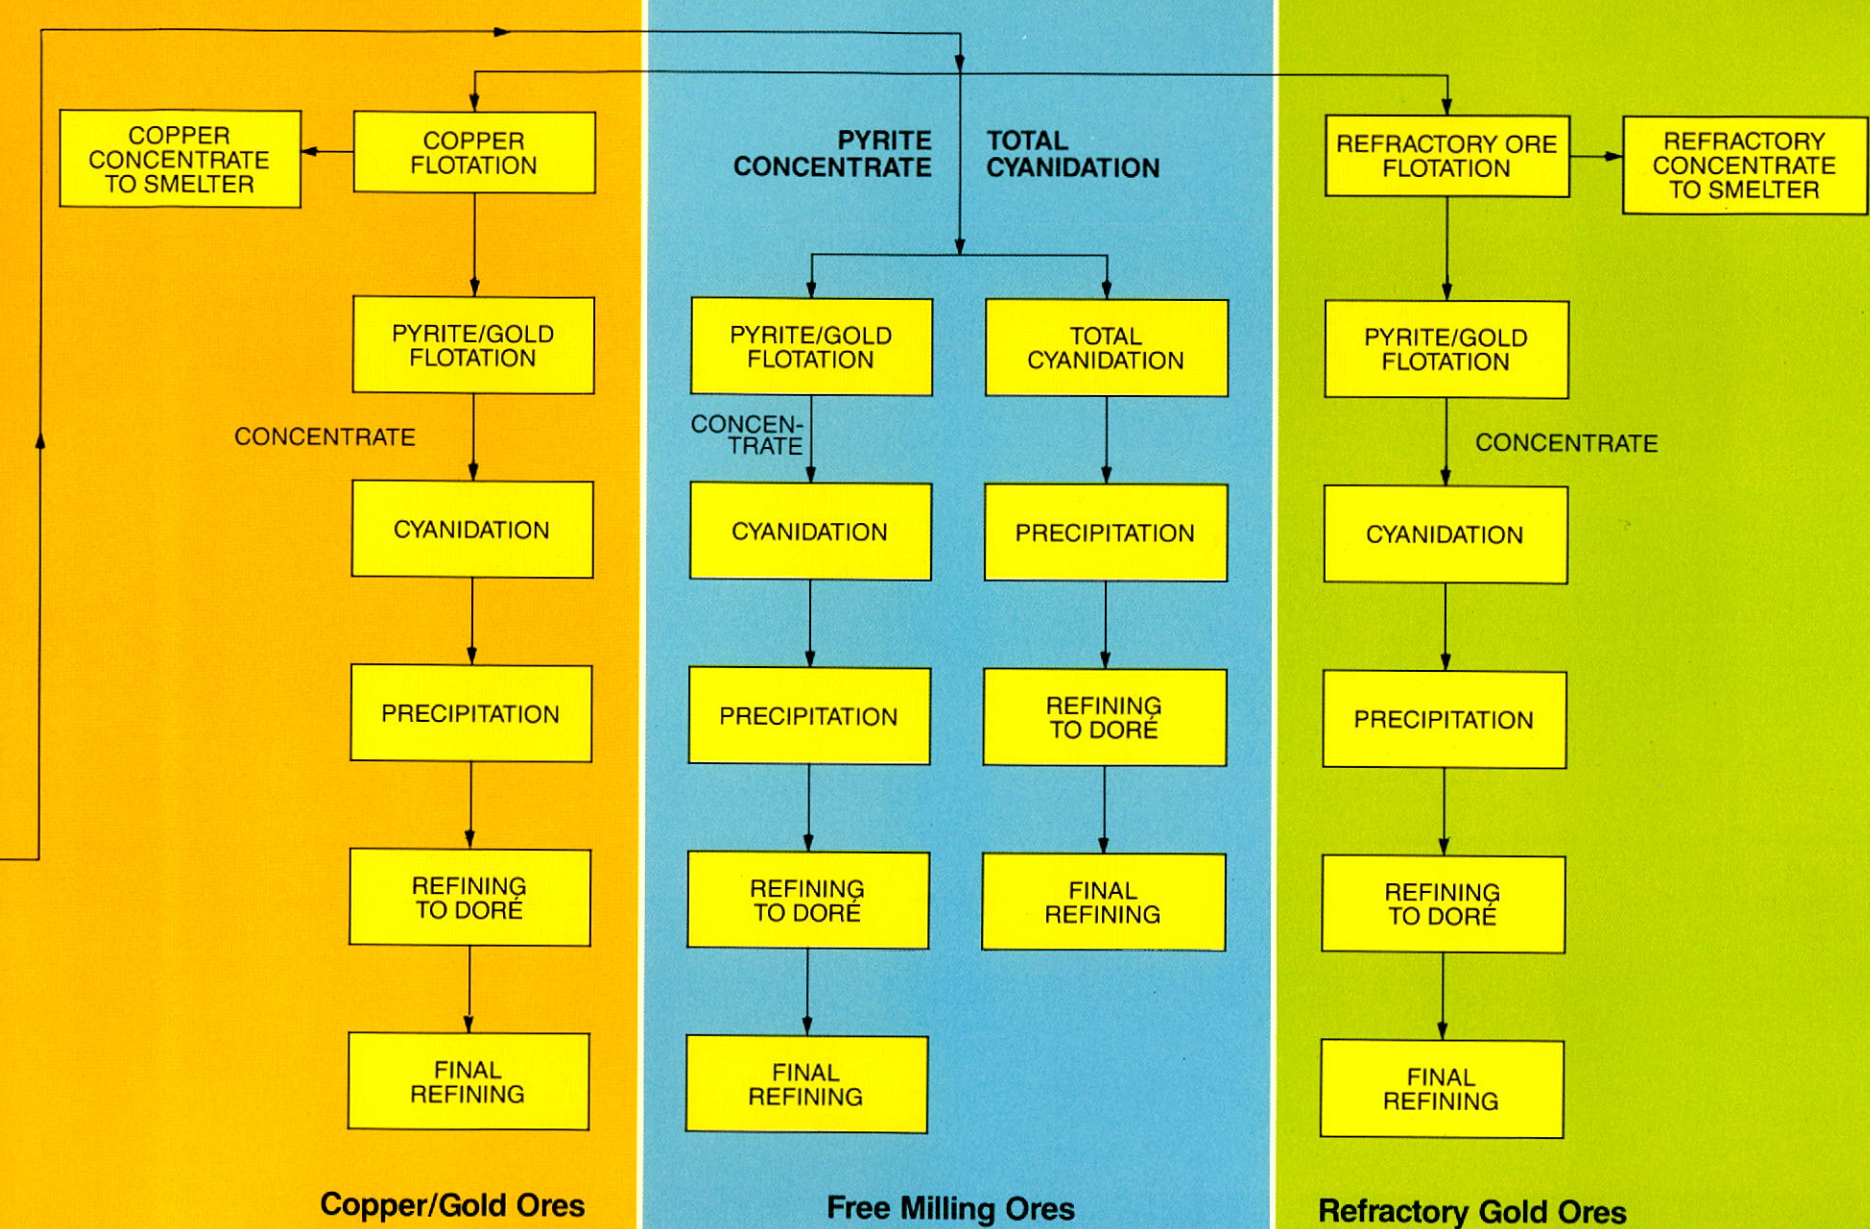 COPPER
CONCENTRATE
TO SMELTER
COPPER
FLOTATION
PYRITE/GOLD
FLOTATION
CONCENTRATE
CYANIDATION
PRECIPITATION
REFINING
TO DORÉ
FINAL
REFINING
Copper/Gold Ores
PYRITE
CONCENTRATE
TOTAL
CYANIDATION
PYRITE/GOLD
FLOTATION
CONCEN-
TRATE
CYANIDATION
PRECIPITATION
REFINING
TO DORÉ
FINAL
REFINING
TOTAL
CYANIDATION
PRECIPITATION
REFINING
TO DORÉ
FINAL
REFINING
Free Milling Ores
REFRACTORY ORE
FLOTATION
REFRACTORY
CONCENTRATE
TO SMELTER
PYRITE/GOLD
FLOTATION
CONCENTRATE
CYANIDATION
PRECIPITATION
REFINING
TO DORÉ
FINAL
REFINING
Refractory Gold Ores